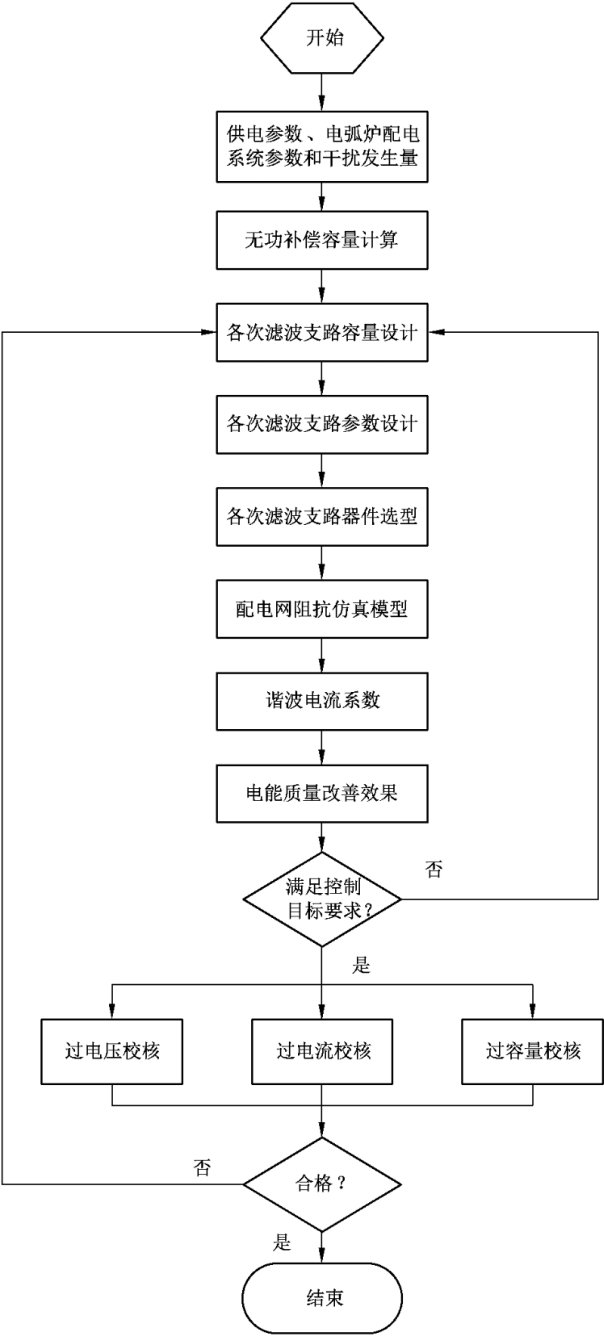 开始
供电参数、电弧炉配电
系统参数和干扰发生量
无功补偿容量计算
各次滤波支路容量设计
各次滤波支路参数设计
各次滤波支路器件选型
配电网阻抗仿真模型
谐波电流系数
电能质量改善效果
满足控制
目标要求？
否
是
过电压校核
过电流校核
过容量校核
否
合格？
是
结束